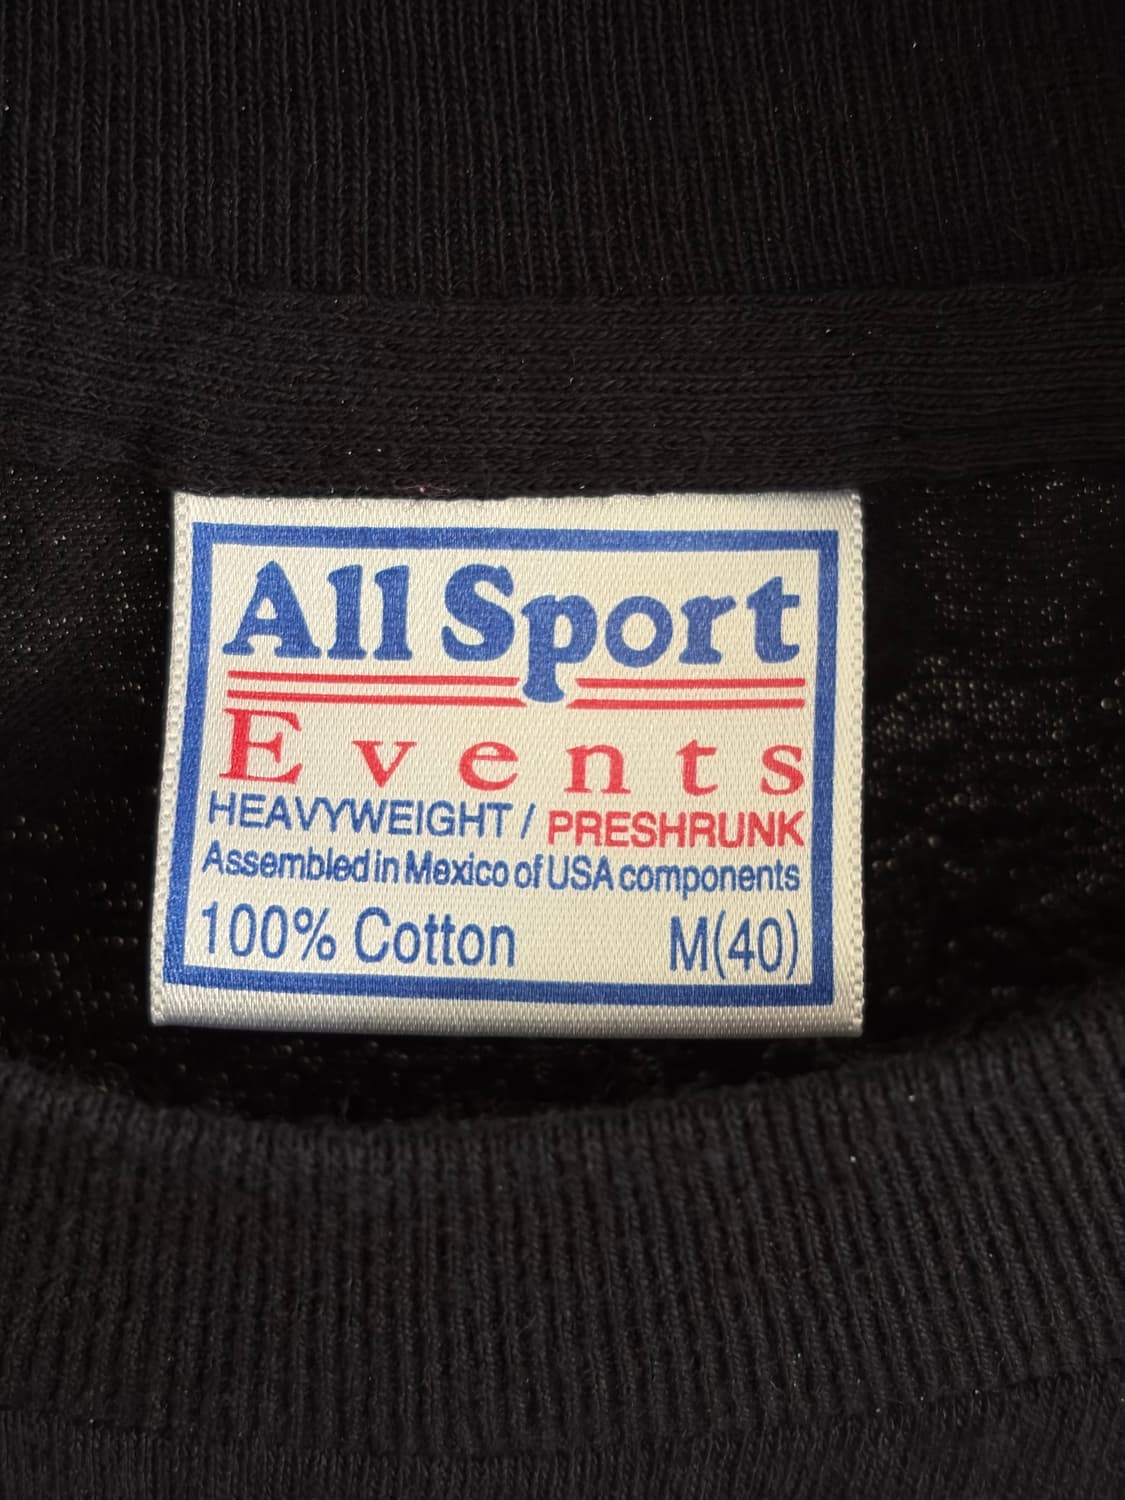 All Sport
Events
HEAVYWEIGHT / PRESHRUNK
Assembled in Mexico of USA components
100% Cotton M(40)